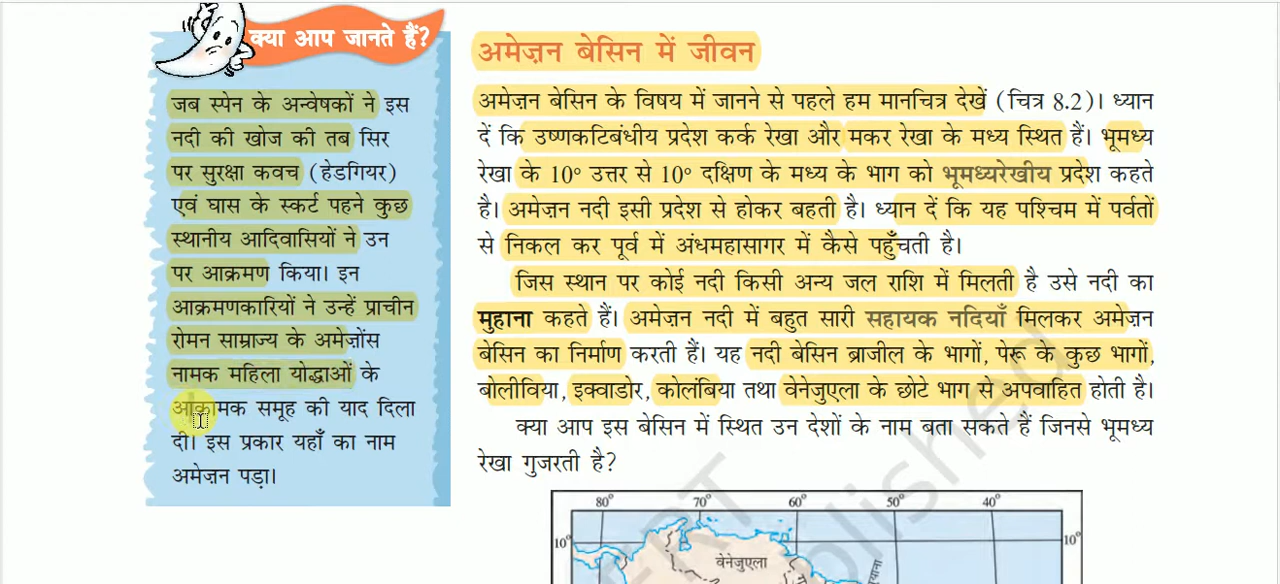 क्या आप जानते हैं?
जब स्पेन के अन्वेषकों ने इस
नदी की खोज की तब सिर
पर सुरक्षा कवच (हेडगियर)
एवं घास के स्कर्ट पहने कुछ
स्थानीय आदिवासियों ने उन
पर आक्रमण किया। इन
आक्रमणकारियों ने उन्हें प्राचीन
रोमन साम्राज्य के अमेज़ोंस
नामक महिला योद्धाओं के
आक्रामक समूह की याद दिला
दी। इस प्रकार यहाँ का नाम
अमेज़न पड़ा।
अमेज़न बेसिन में जीवन
अमेज़न बेसिन के विषय में जानने से पहले हम मानचित्र देखें (चित्र 8.2)। ध्यान
दें कि उष्णकटिबंधीय प्रदेश कर्क रेखा और मकर रेखा के मध्य स्थित हैं। भूमध्य
रेखा के 10° उत्तर से 10° दक्षिण के मध्य के भाग को भूमध्यरेखीय प्रदेश कहते
है। अमेज़न नदी इसी प्रदेश से होकर बहती है। ध्यान दें कि यह पश्चिम में पर्वतों
से निकल कर पूर्व में अंधमहासागर में कैसे पहुँचती है।
जिस स्थान पर कोई नदी किसी अन्य जल राशि में मिलती है उसे नदी का
मुहाना कहते हैं। अमेज़न नदी में बहुत सारी सहायक नदियाँ मिलकर अमेज़न
बेसिन का निर्माण करती हैं। यह नदी बेसिन ब्राजील के भागों, पेरू के कुछ भागों,
बोलीविया, इक्वाडोर, कोलंबिया तथा वेनेजुएला के छोटे भाग से अपवाहित होती है।
क्या आप इस बेसिन में स्थित उन देशों के नाम बता सकते हैं जिनसे भूमध्य
रेखा गुजरती है?
80° 70° 60° 50° 40°
10° 10°
वेनेजुएला